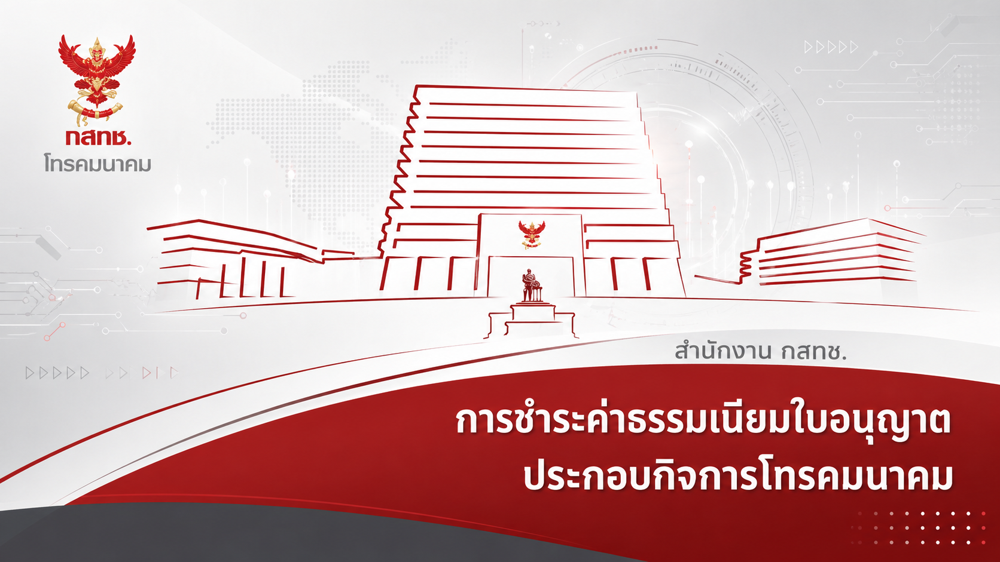 กสทช.
โทรคมนาคม
สำนักงาน กสทช.
การชำระค่าธรรมเนียมใบอนุญาต
ประกอบกิจการโทรคมนาคม